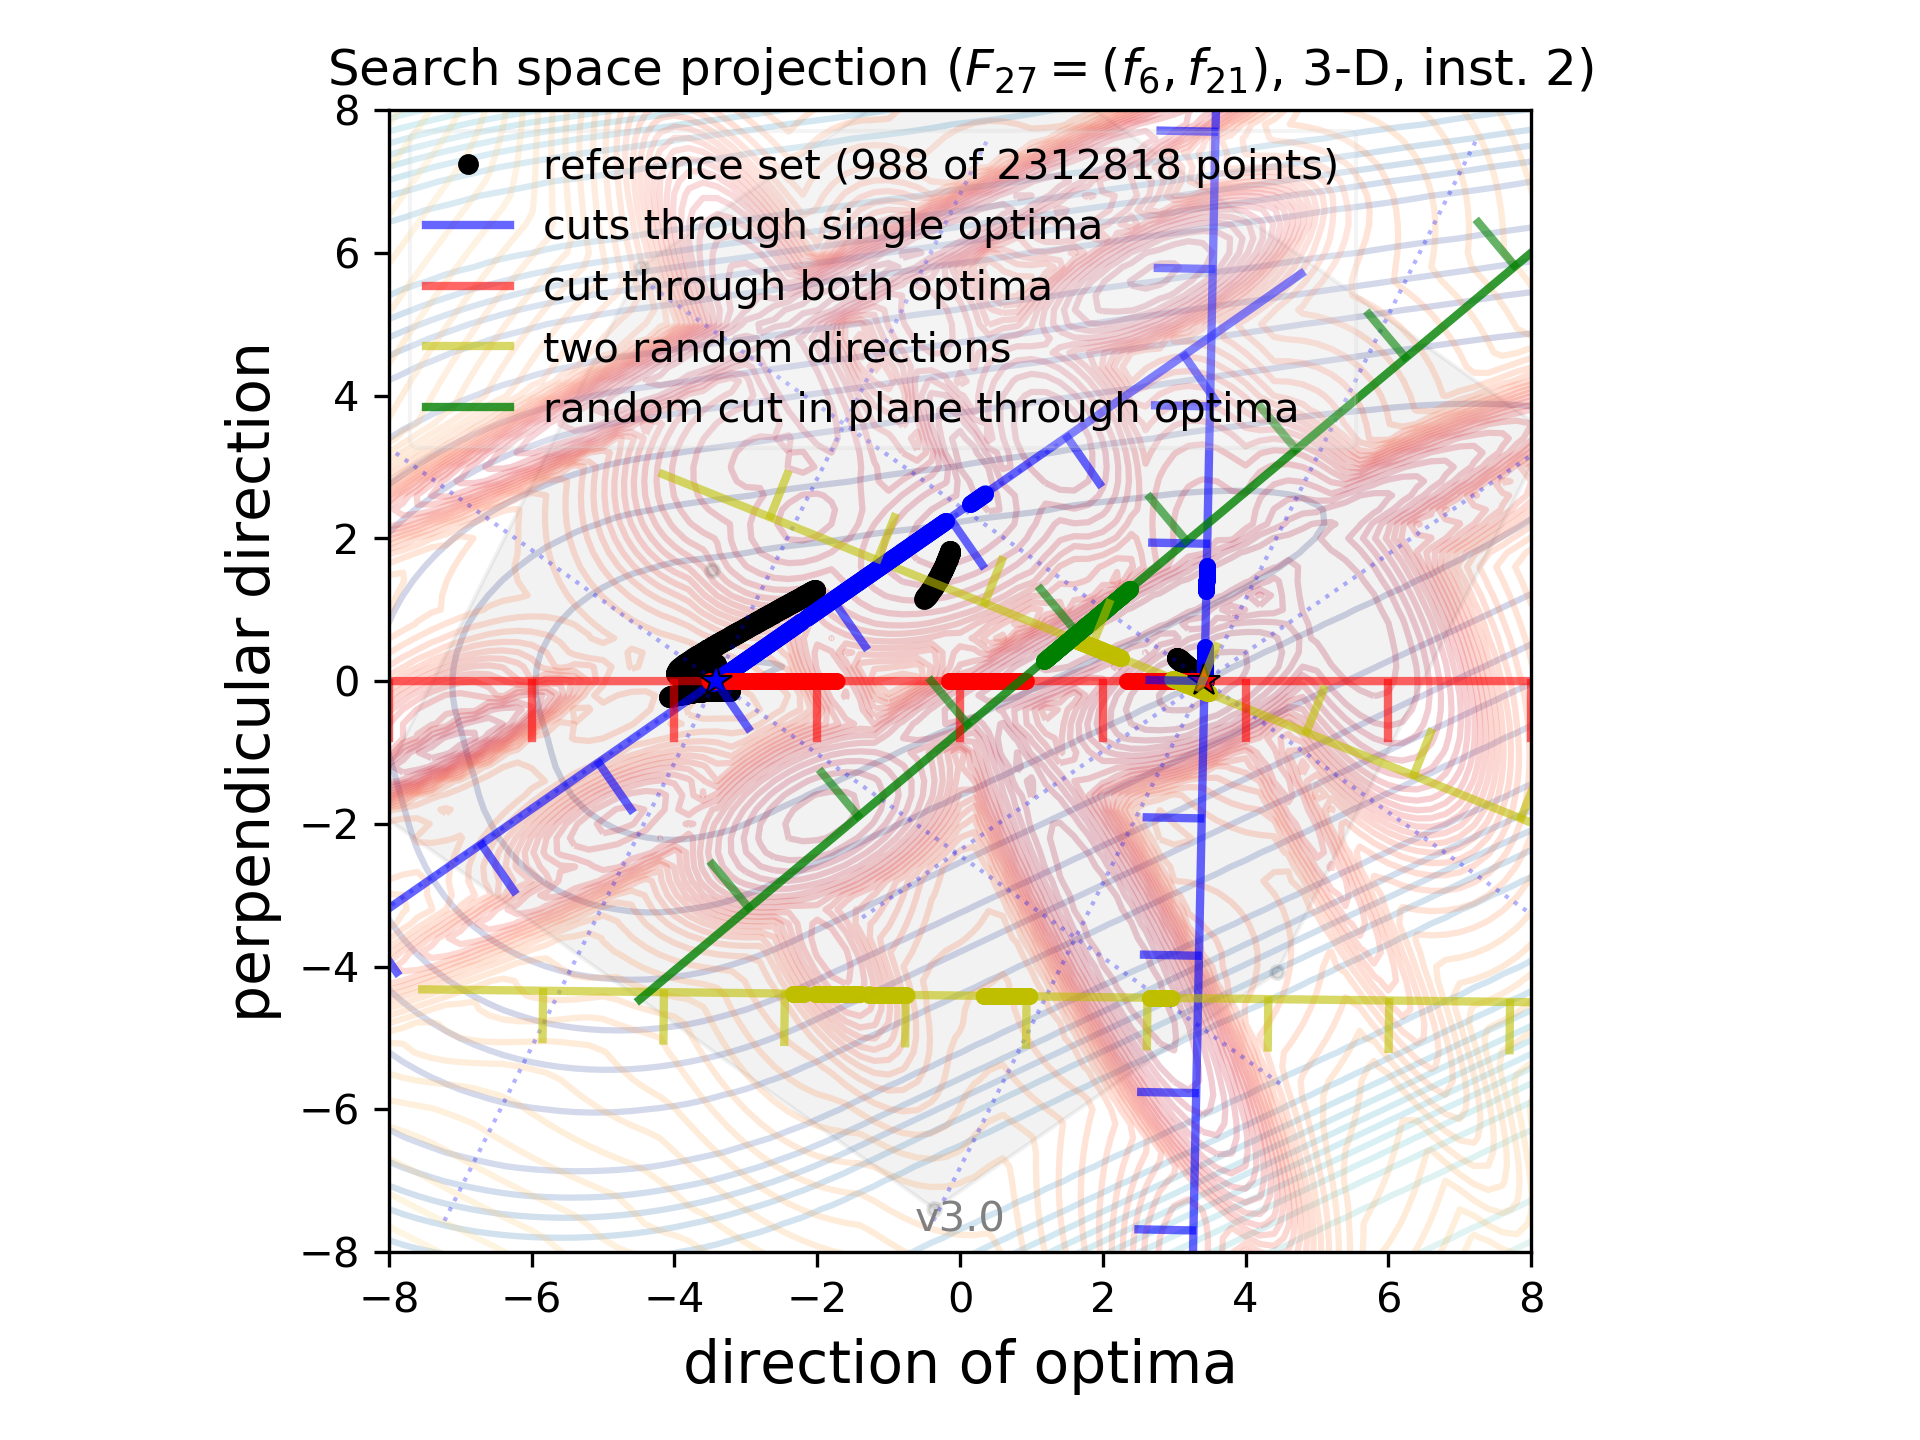 Search space projection (F₂₇ = (f₆, f₂₁), 3-D, inst. 2)
reference set (988 of 2312818 points)
cuts through single optima
cut through both optima
two random directions
random cut in plane through optima
perpendicular direction
8
6
4
2
0
−2
−4
−6
−8
v3.0
−8 −6 −4 −2 0 2 4 6 8
direction of optima